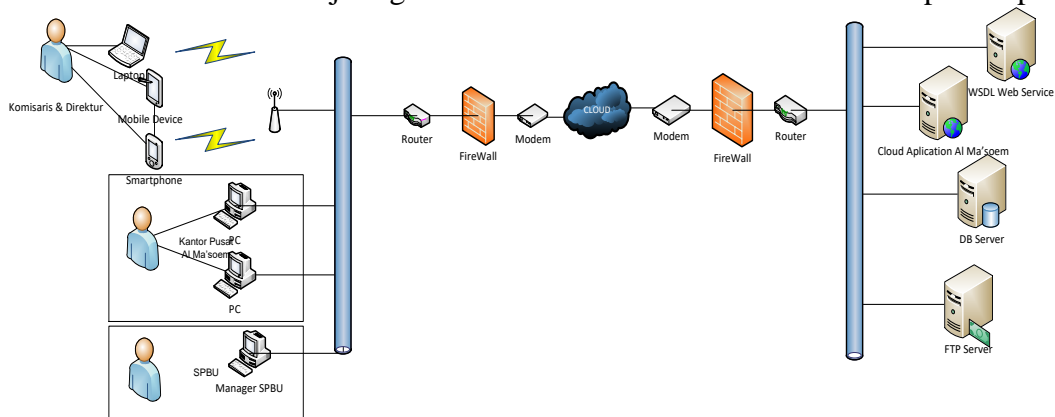 Laptop
Komisaris & Direktur
Mobile Device
Smartphone
Kantor Pusat
Al Ma'soem
PC
PC
SPBU
Manager SPBU
Router
FireWall
Modem
CLOUD
Modem
FireWall
Router
WSDL Web Service
Cloud Aplication Al Ma'soem
DB Server
FTP Server